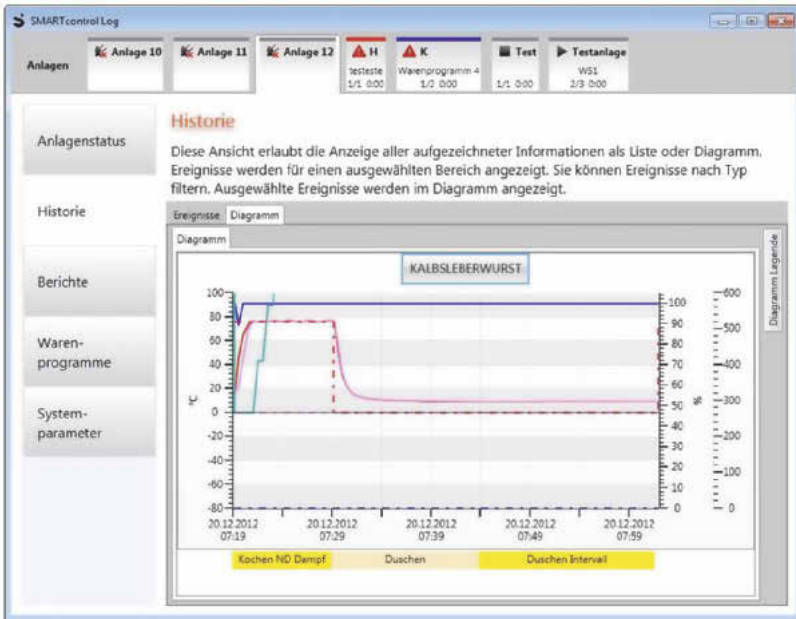 SMARTcontrol Log
Anlagen
Anlage 10
Anlage 11
Anlage 12
H
testeste
1/1 0:00
K
Warenprogramm 4
1/2 0:00
Test
1/1 0:00
Testanlage
WS1
2/3 0:00
Anlagenstatus
Historie
Berichte
Waren-
programme
System-
parameter
Historie
Diese Ansicht erlaubt die Anzeige aller aufgezeichneter Informationen als Liste oder Diagramm.
Ereignisse werden für einen ausgewählten Bereich angezeigt. Sie können Ereignisse nach Typ
filtern. Ausgewählte Ereignisse werden im Diagramm angezeigt.
Ereignisse Diagramm
Diagramm
Diagramm Legende
KALBSLEBERWURST
°C
100
80
60
40
20
0
-20
-40
-60
-80
%
100
90
80
70
60
50
40
30
20
10
0
600
500
400
300
200
100
0
20.12.2012
07:19
20.12.2012
07:29
20.12.2012
07:39
20.12.2012
07:49
20.12.2012
07:59
Kochen ND Dampf
Duschen
Duschen Intervall